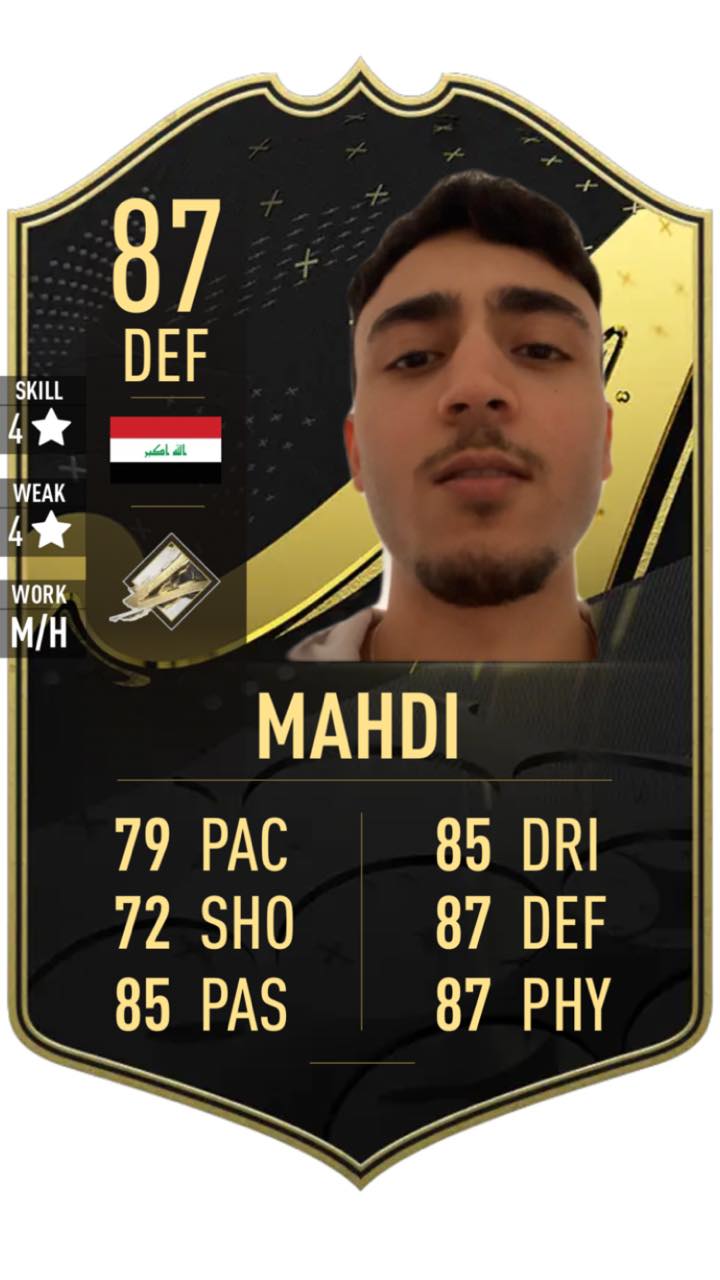 87
DEF
SKILL
4
الله اكبر
WEAK
4
WORK
M/H
MAHDI
79 PAC
72 SHO
85 PAS
85 DRI
87 DEF
87 PHY